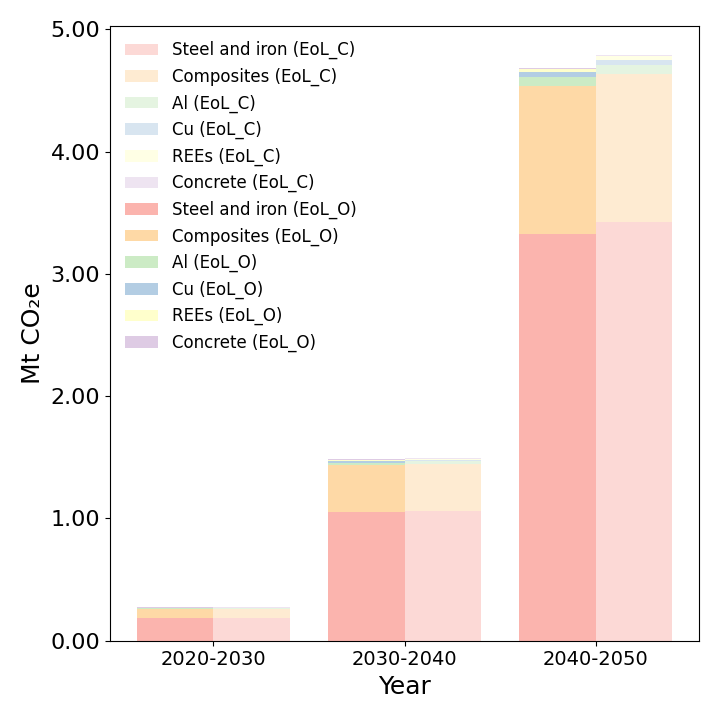 5.00
4.00
3.00
2.00
1.00
0.00
Mt CO₂e
Steel and iron (EoL_C)
Composites (EoL_C)
Al (EoL_C)
Cu (EoL_C)
REEs (EoL_C)
Concrete (EoL_C)
Steel and iron (EoL_O)
Composites (EoL_O)
Al (EoL_O)
Cu (EoL_O)
REEs (EoL_O)
Concrete (EoL_O)
2020-2030
2030-2040
2040-2050
Year